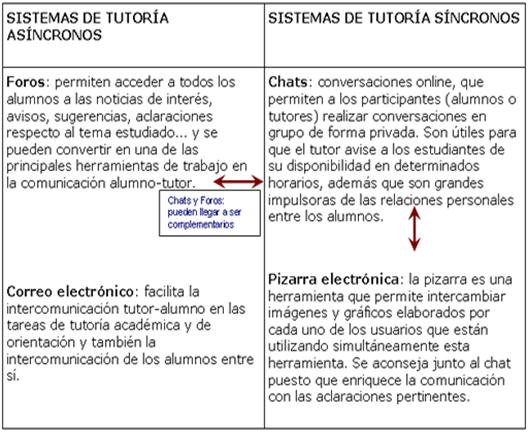 SISTEMAS DE TUTORÍA
ASÍNCRONOS
SISTEMAS DE TUTORÍA SÍNCRONOS
Foros: permiten acceder a todos los
alumnos a las noticias de interés,
avisos, sugerencias, aclaraciones
respecto al tema estudiado... y se
pueden convertir en una de las
principales herramientas de trabajo en
la comunicación alumno-tutor.
Chats y Foros:
pueden llegar a ser
complementarios
Chats: conversaciones online, que
permiten a los participantes (alumnos o
tutores) realizar conversaciones en
grupo de forma privada. Son útiles para
que el tutor avise a los estudiantes de
su disponibilidad en determinados
horarios, además que son grandes
impulsoras de las relaciones personales
entre los alumnos.
Correo electrónico: facilita la
intercomunicación tutor-alumno en las
tareas de tutoría académica y de
orientación y también la
intercomunicación de los alumnos entre
sí.
Pizarra electrónica: la pizarra es una
herramienta que permite intercambiar
imágenes y gráficos elaborados por
cada uno de los usuarios que están
utilizando simultáneamente esta
herramienta. Se aconseja junto al chat
puesto que enriquece la comunicación
con las aclaraciones pertinentes.